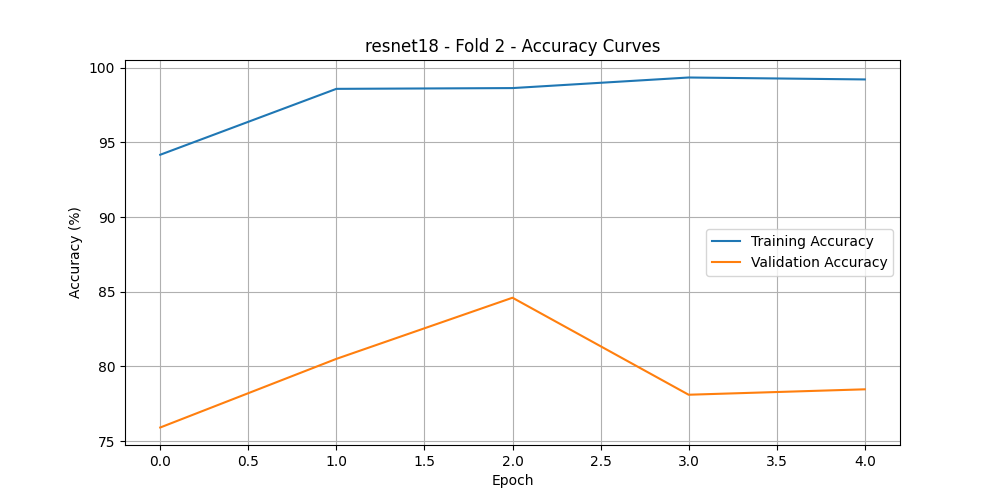 resnet18 - Fold 2 - Accuracy Curves
100
95
90
85
80
75
Accuracy (%)
Training Accuracy
Validation Accuracy
0.0 0.5 1.0 1.5 2.0 2.5 3.0 3.5 4.0
Epoch